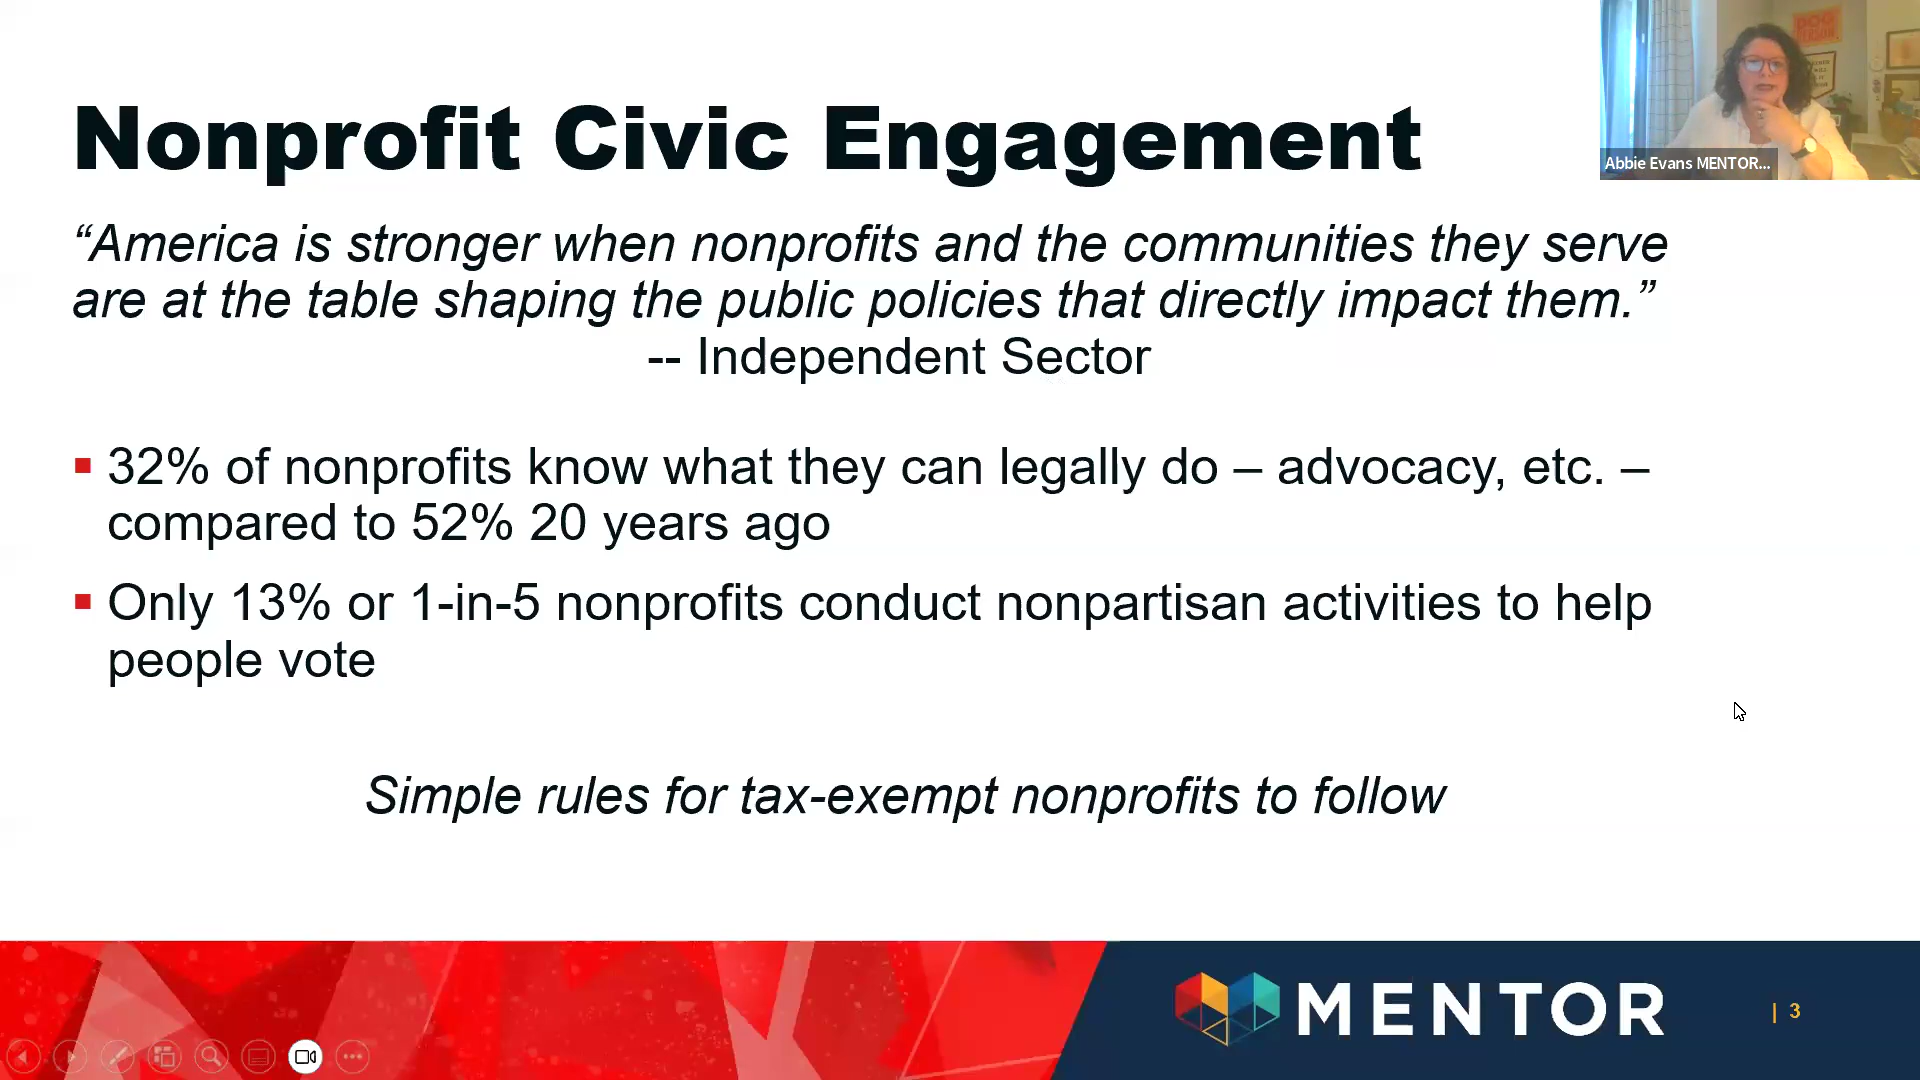 Nonprofit Civic Engagement
“America is stronger when nonprofits and the communities they serve
are at the table shaping the public policies that directly impact them.”
-- Independent Sector
▪ 32% of nonprofits know what they can legally do – advocacy, etc. –
compared to 52% 20 years ago
▪ Only 13% or 1-in-5 nonprofits conduct nonpartisan activities to help
people vote
Simple rules for tax-exempt nonprofits to follow
MENTOR
| 3
Abbie Evans MENTOR...
DOG
PERSON